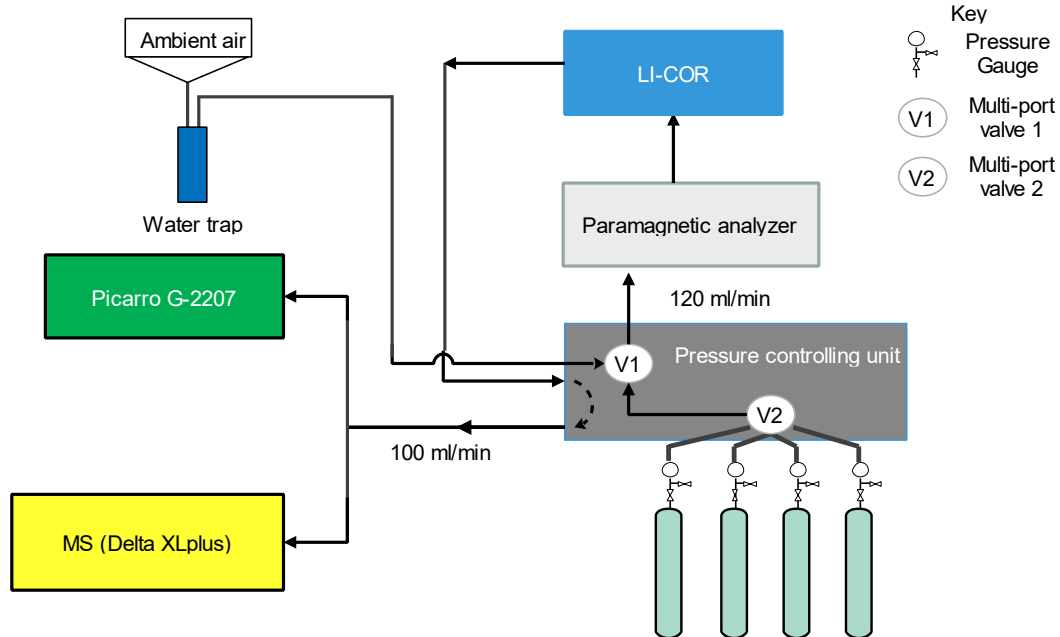 Ambient air
Water trap
Picarro G-2207
MS (Delta XLplus)
LI-COR
Paramagnetic analyzer
120 ml/min
Pressure controlling unit
V1
V2
100 ml/min
Key
Pressure
Gauge
V1
Multi-port
valve 1
V2
Multi-port
valve 2